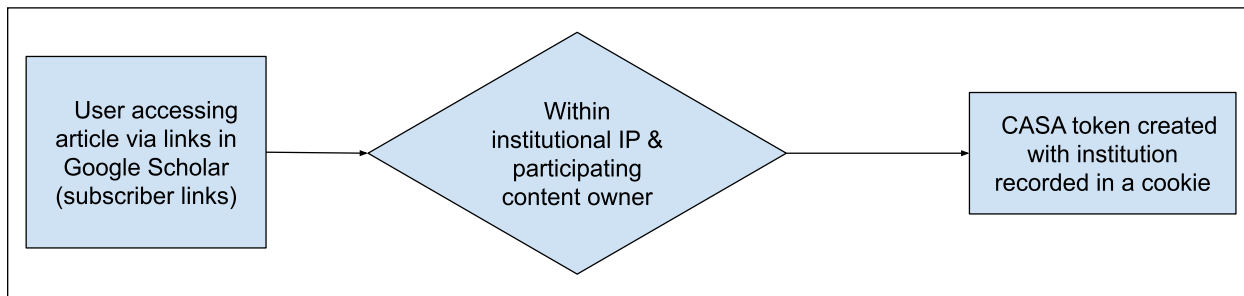 User accessing
article via links in
Google Scholar
(subscriber links)
Within
institutional IP &
participating
content owner
CASA token created
with institution
recorded in a cookie